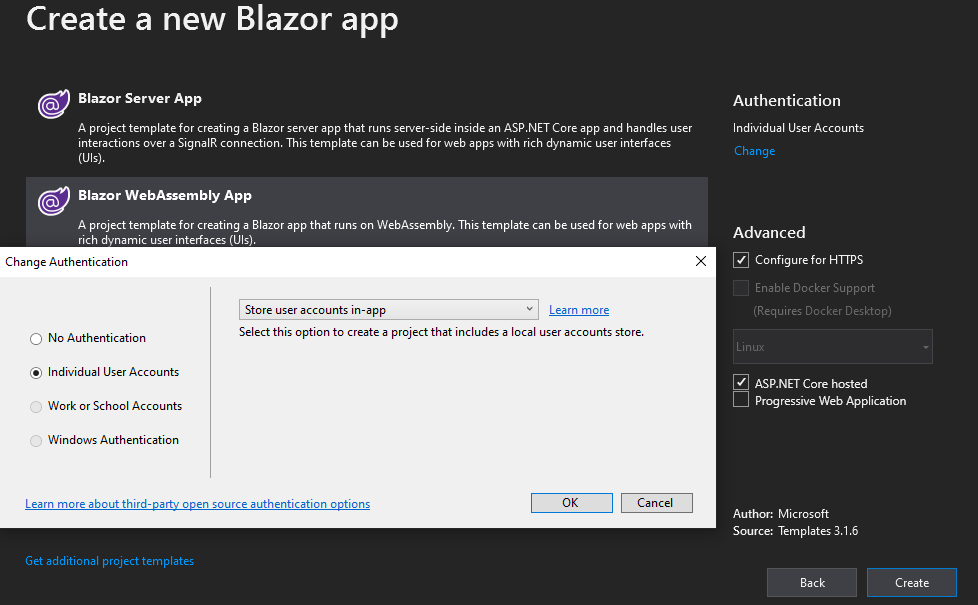 Create a new Blazor app
Blazor Server App
A project template for creating a Blazor server app that runs server-side inside an ASP.NET Core app and handles user
interactions over a SignalR connection. This template can be used for web apps with rich dynamic user interfaces
(UIs).
Blazor WebAssembly App
A project template for creating a Blazor app that runs on WebAssembly. This template can be used for web apps with
rich dynamic user interfaces (UIs).
Change Authentication
No Authentication
Individual User Accounts
Work or School Accounts
Windows Authentication
Store user accounts in-app
Learn more
Select this option to create a project that includes a local user accounts store.
Learn more about third-party open source authentication options
OK
Cancel
Get additional project templates
Authentication
Individual User Accounts
Change
Advanced
Configure for HTTPS
Enable Docker Support
(Requires Docker Desktop)
Linux
ASP.NET Core hosted
Progressive Web Application
Author: Microsoft
Source: Templates 3.1.6
Back
Create